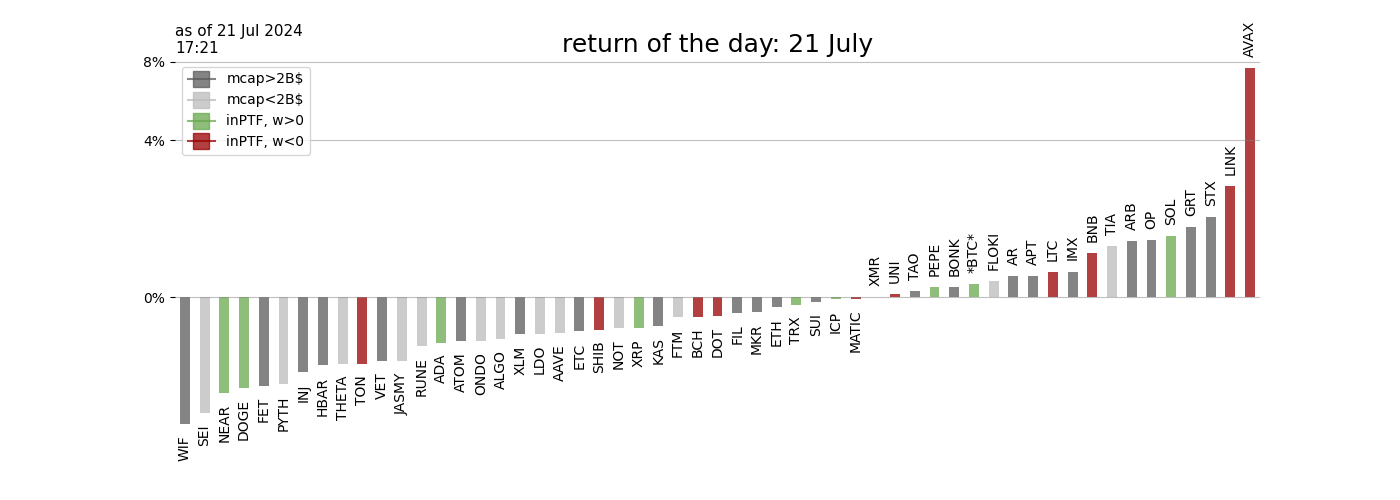 as of 21 Jul 2024
17:21
return of the day: 21 July
8%
4%
0%
mcap>2B$
mcap<2B$
inPTF, w>0
inPTF, w<0
WIF
SEI
NEAR
DOGE
FET
PYTH
INJ
HBAR
THETA
TON
VET
JASMY
RUNE
ADA
ATOM
ONDO
ALGO
XLM
LDO
AAVE
ETC
SHIB
NOT
XRP
KAS
FTM
BCH
DOT
FIL
MKR
ETH
TRX
SUI
ICP
MATIC
XMR
UNI
TAO
PEPE
BONK
*BTC*
FLOKI
AR
APT
LTC
IMX
BNB
TIA
ARB
OP
SOL
GRT
STX
LINK
AVAX